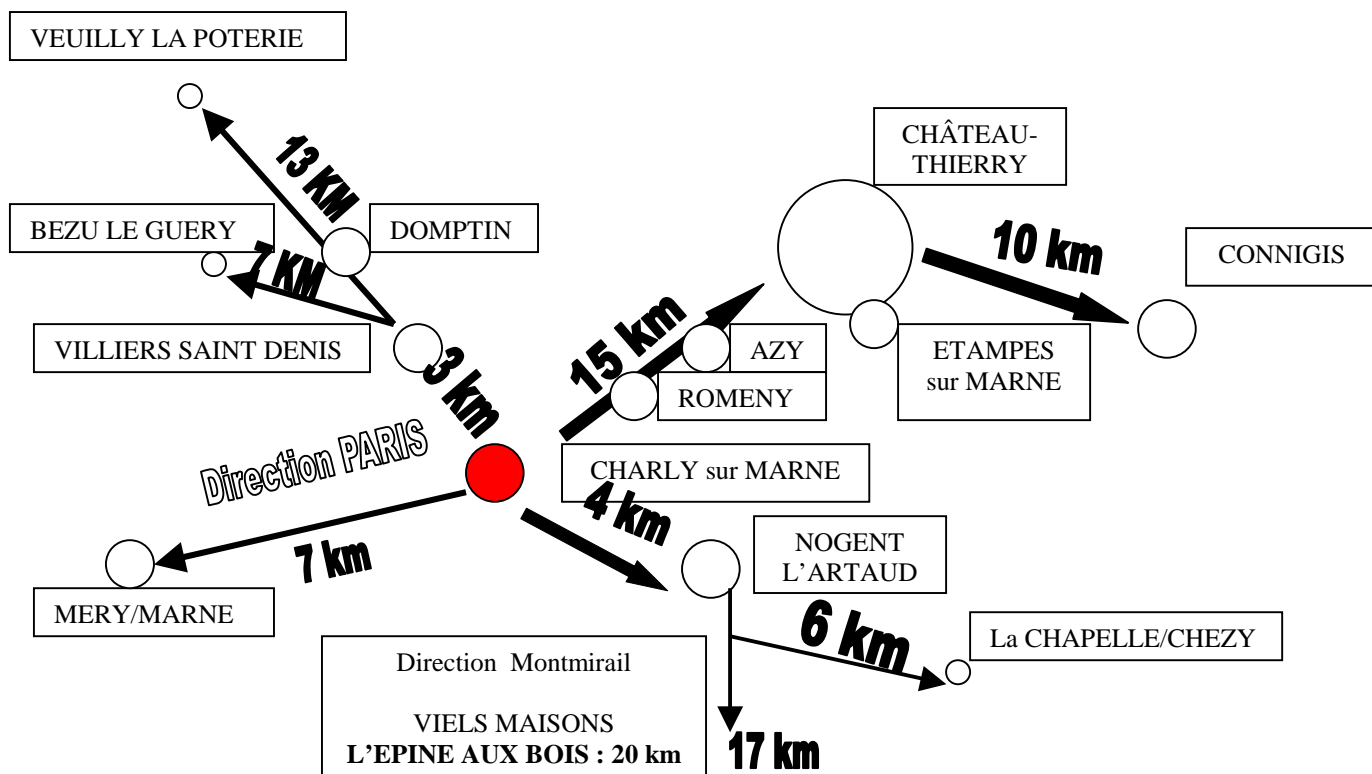 VEUILLY LA POTERIE
CHÂTEAU-
THIERRY
13 KM
BEZU LE GUERY
DOMPTIN
10 km
CONNIGIS
7 KM
VILLIERS SAINT DENIS
3 km
15 km
AZY
ETAMPES
sur MARNE
ROMENY
Direction PARIS
CHARLY sur MARNE
4 km
7 km
NOGENT
L'ARTAUD
MERY/MARNE
6 km
La CHAPELLE/CHEZY
Direction Montmirail
VIELS MAISONS
L'EPINE AUX BOIS : 20 km
17 km